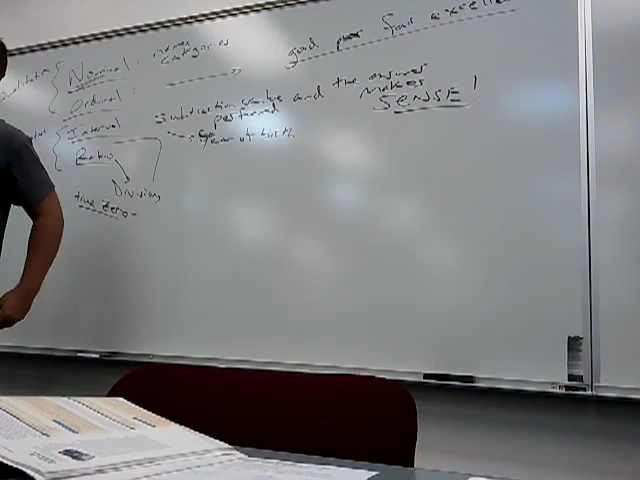 Nominal: names categories
Ordinal: good poor fair excellent
Interval Subtraction can be performed and the answer makes SENSE!
Year of birth
Ratio
Division,
true zero